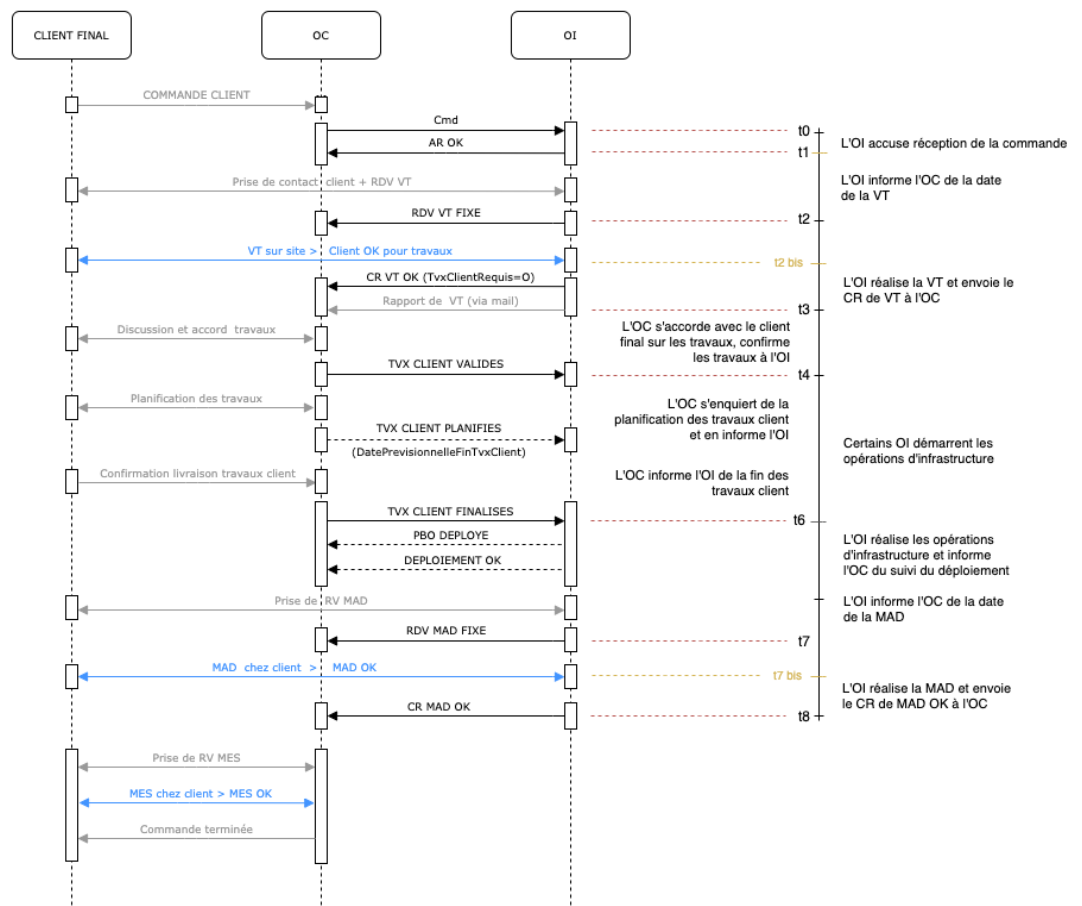 CLIENT FINAL
OC
OI
COMMANDE CLIENT
Cmd
t0
AR OK
t1
L'OI accuse réception de la commande
Prise de contact client + RDV VT
L'OI informe l'OC de la date
de la VT
RDV VT FIXE
t2
VT sur site > Client OK pour travaux
t2 bis
CR VT OK (TvxClientRequis=O)
L'OI réalise la VT et envoie le
CR de VT à l'OC
Rapport de VT (via mail)
t3
Discussion et accord travaux
L'OC s'accorde avec le client
final sur les travaux, confirme
les travaux à l'OI
TVX CLIENT VALIDES
t4
Planification des travaux
L'OC s'enquiert de la
planification des travaux client
et en informe l'OI
TVX CLIENT PLANIFIES
(DatePrevisionnelleFinTvxClient)
Certains OI démarrent les
opérations d'infrastructure
Confirmation livraison travaux client
L'OC informe l'OI de la fin des
travaux client
TVX CLIENT FINALISES
t6
PBO DEPLOYE
DEPLOIEMENT OK
L'OI réalise les opérations
d'infrastructure et informe
l'OC du suivi du déploiement
Prise de RV MAD
L'OI informe l'OC de la date
de la MAD
RDV MAD FIXE
t7
MAD chez client > MAD OK
t7 bis
L'OI réalise la MAD et envoie
le CR de MAD OK à l'OC
CR MAD OK
t8
Prise de RV MES
MES chez client > MES OK
Commande terminée